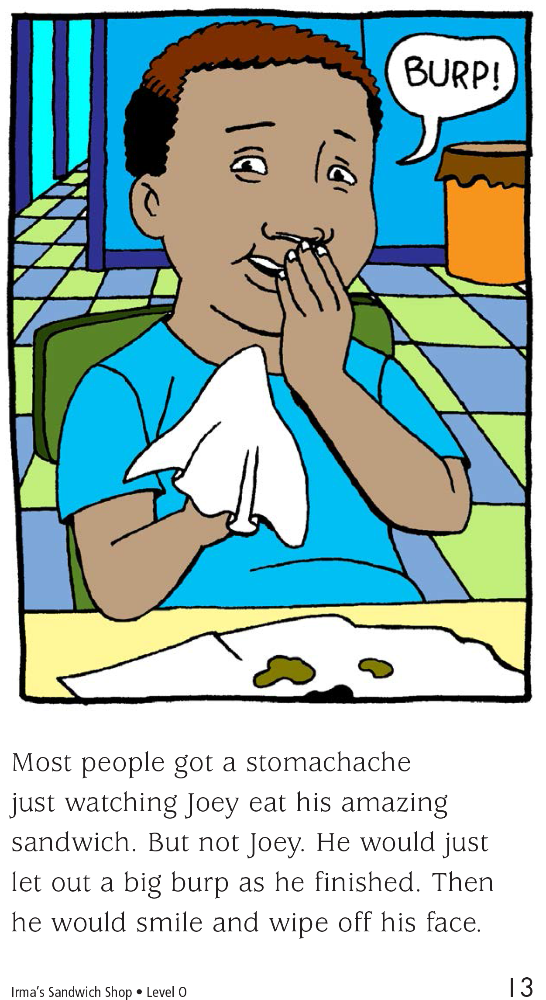 BURP!
Most people got a stomachache
just watching Joey eat his amazing
sandwich. But not Joey. He would just
let out a big burp as he finished. Then
he would smile and wipe off his face.
Irma’s Sandwich Shop • Level O
13